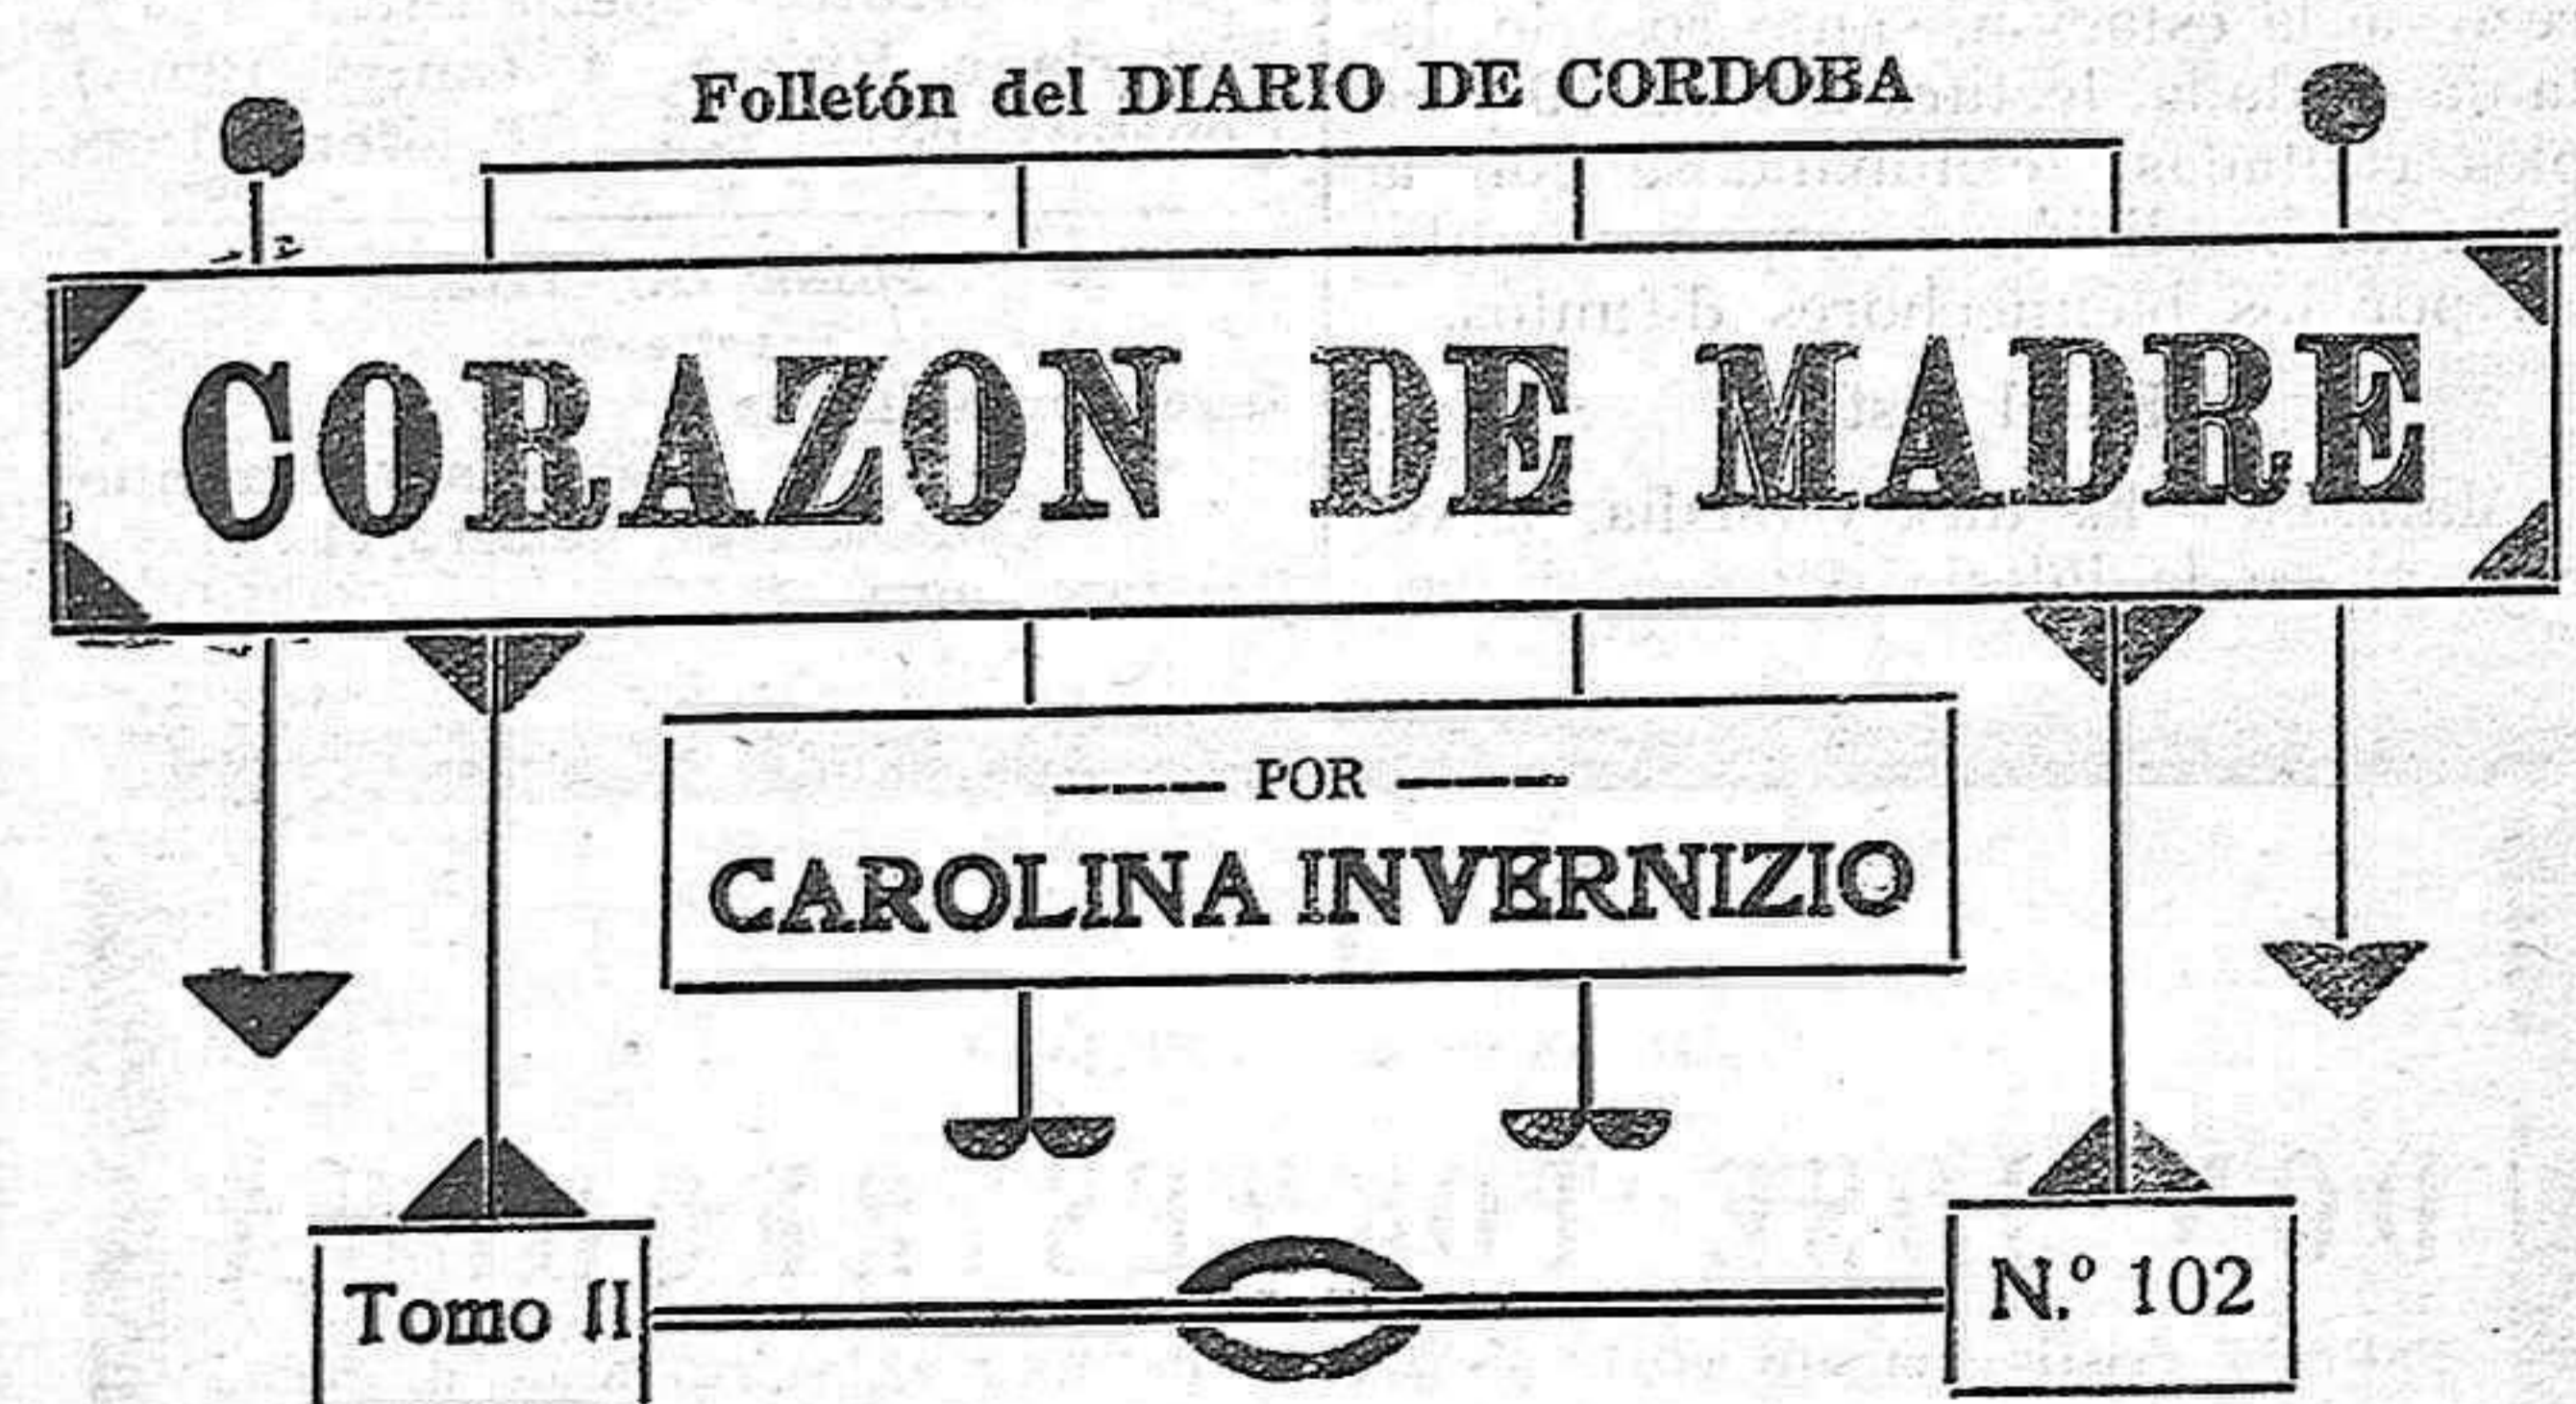 Folletón del DIARIO DE CORDOBA
CORAZON DE MADRE
POR
CAROLINA INVERNIZIO
Tomo II
N.º 102